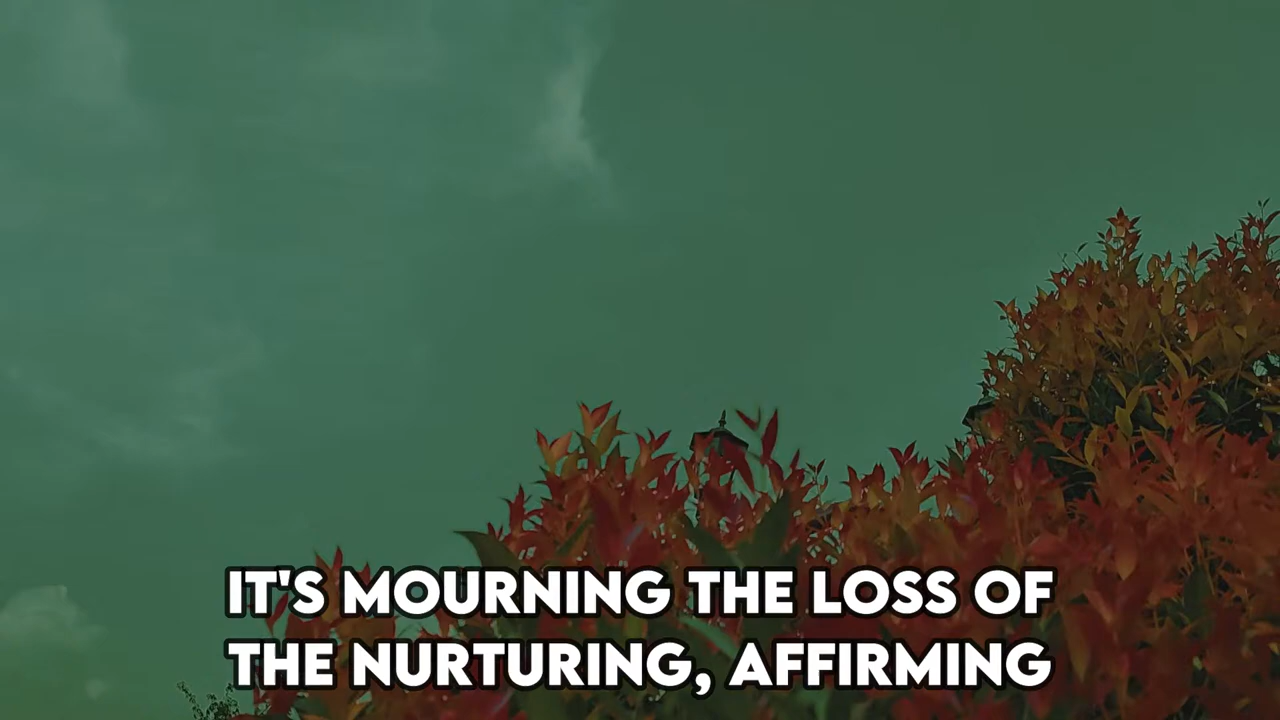 IT'S MOURNING THE LOSS OF
THE NURTURING, AFFIRMING